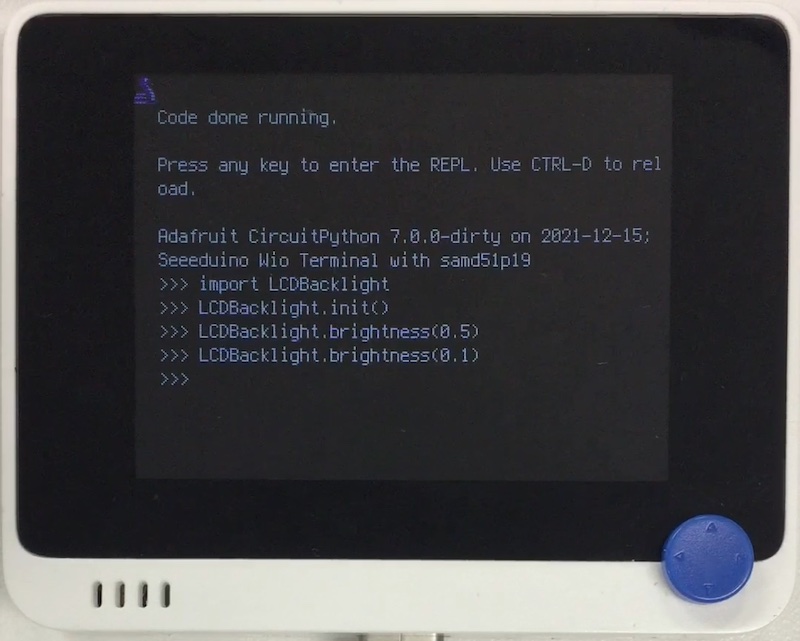 Code done running.
Press any key to enter the REPL. Use CTRL-D to rel
oad.
Adafruit CircuitPython 7.0.0-dirty on 2021-12-15;
Seeeduino Wio Terminal with samd51p19
>>> import LCDBacklight
>>> LCDBacklight.init()
>>> LCDBacklight.brightness(0.5)
>>> LCDBacklight.brightness(0.1)
>>>